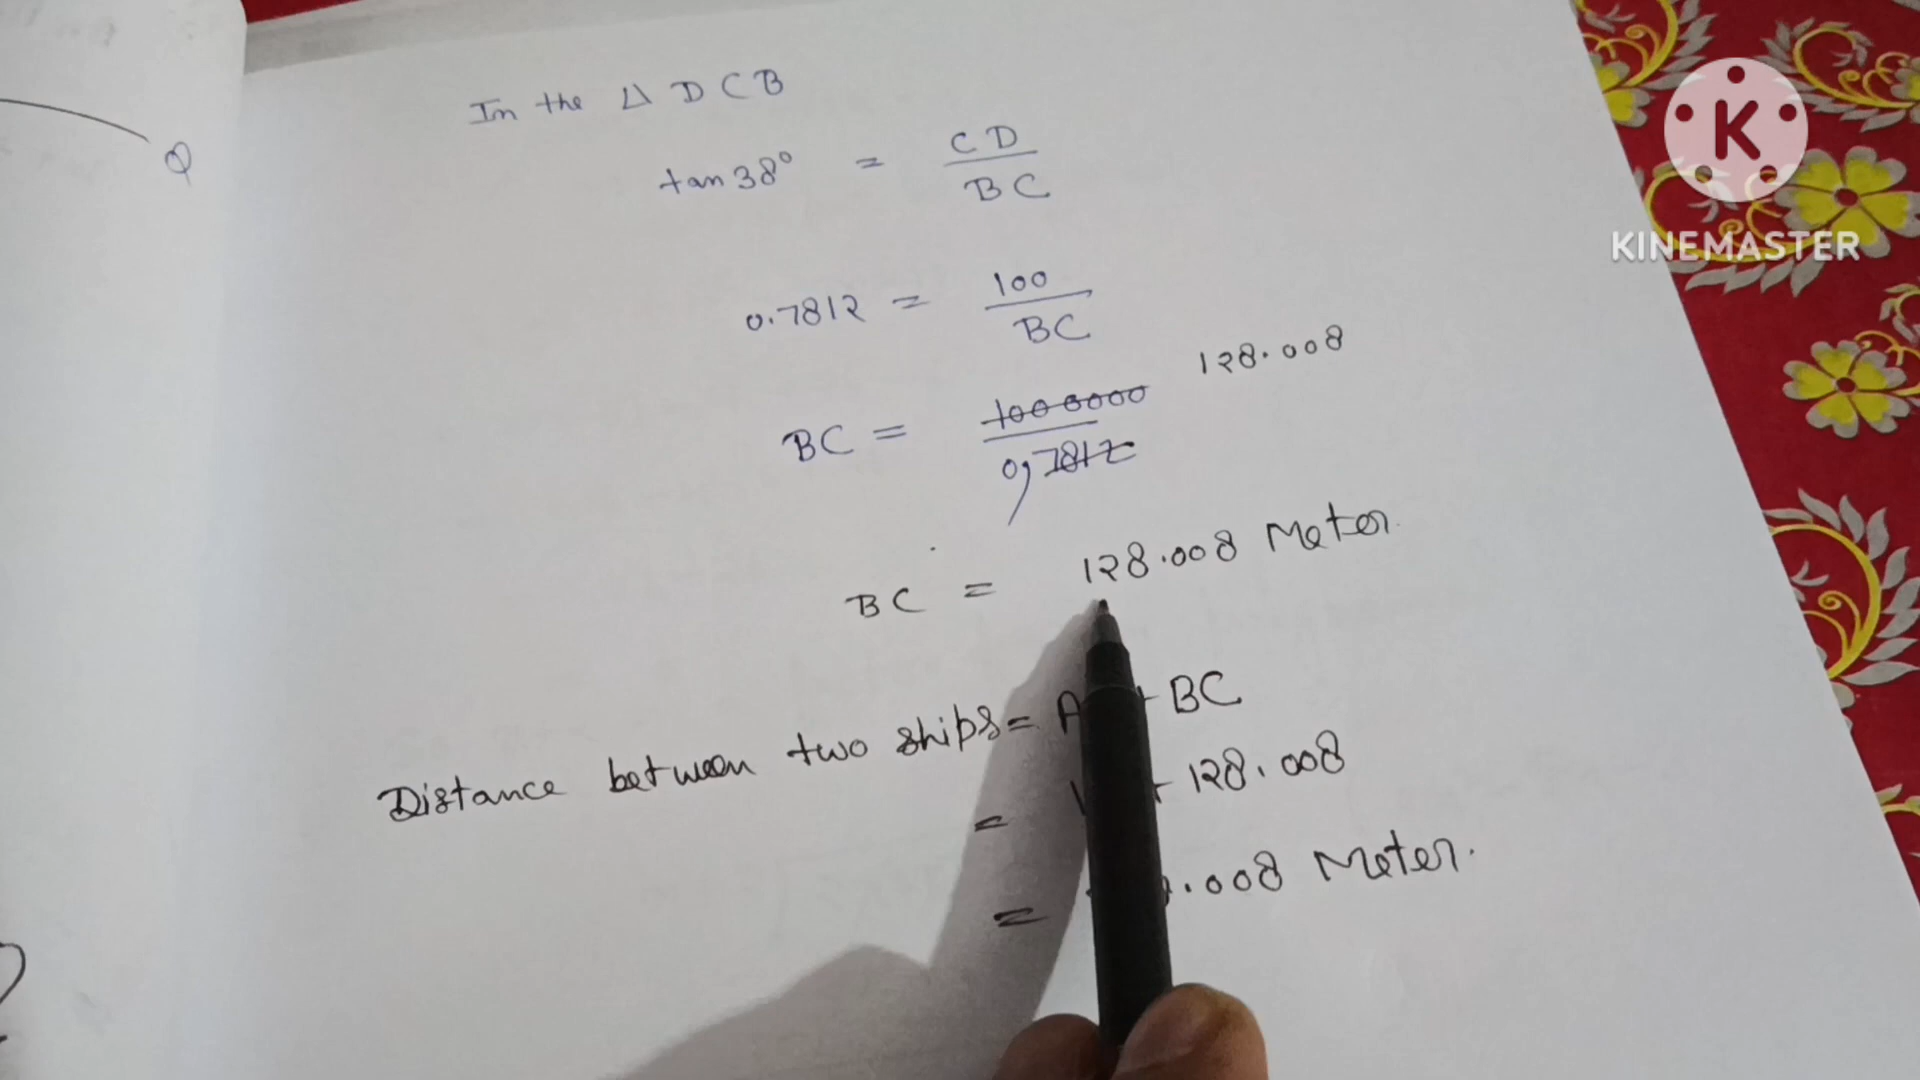 In the △ DCB
tan 38° = CD/BC
0.7812 = 100/BC
128.008
BC = 1000000/0.7812
BC = 128.008 Meter.
Distance between two ships = A + BC
= + 128.008
= .008 Meter.
Q
K
KINEMASTER